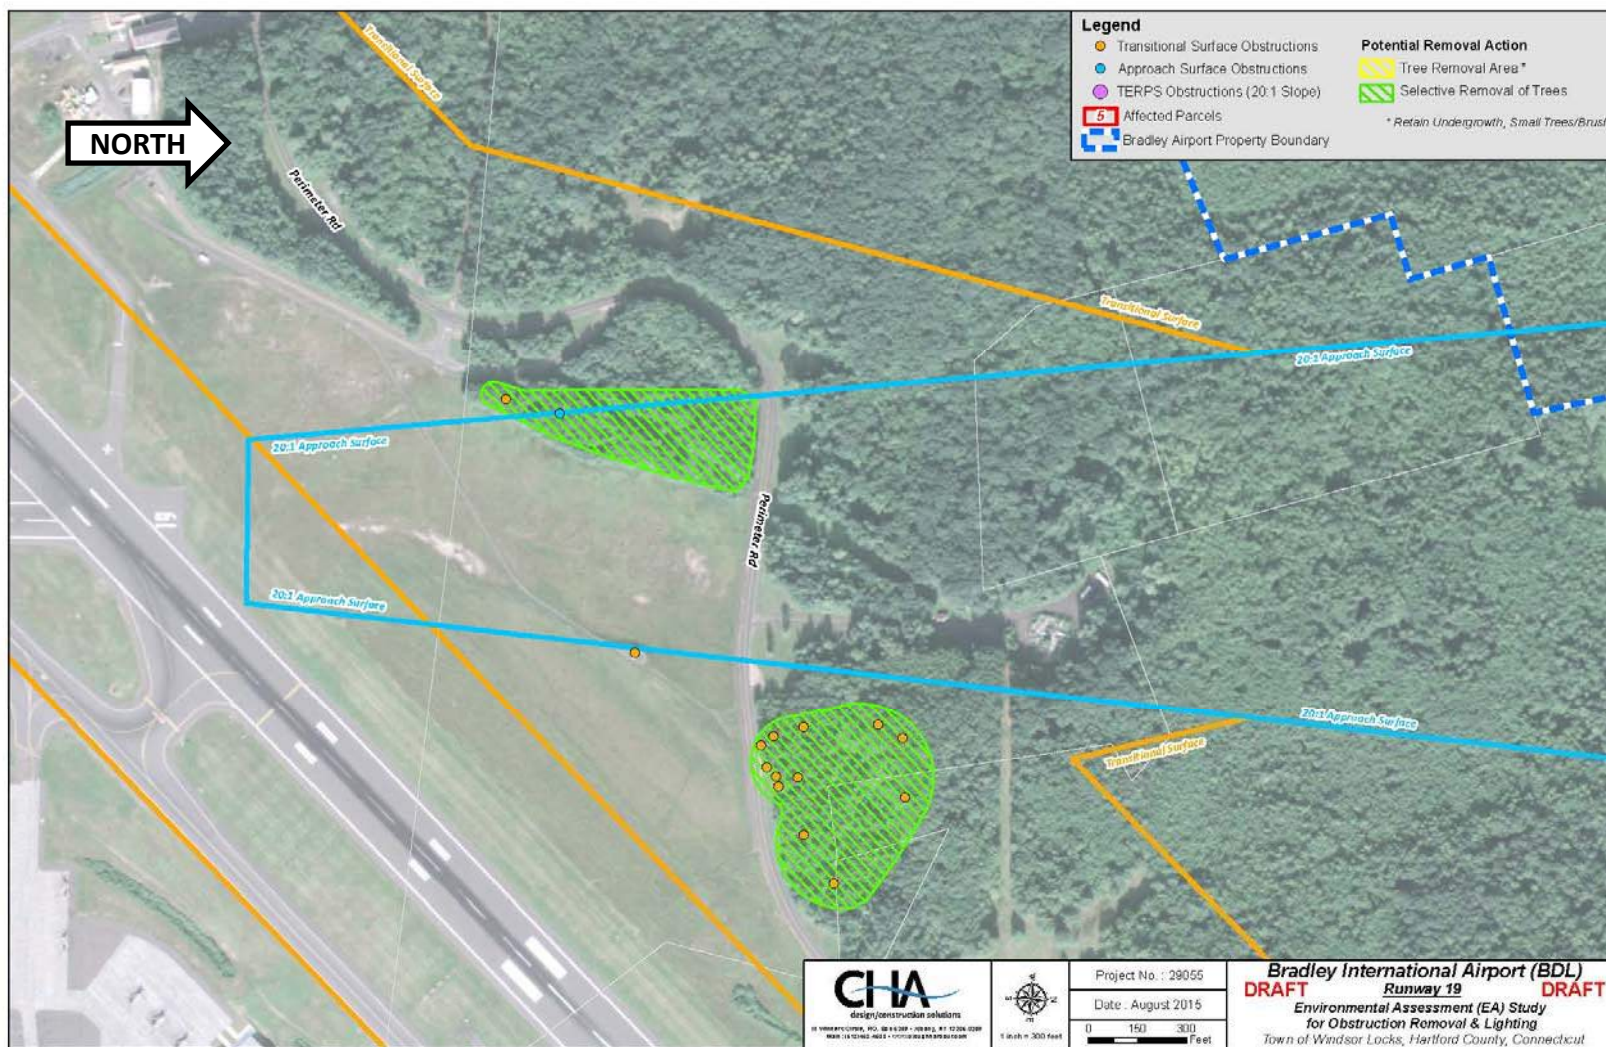 Legend
Transitional Surface Obstructions
Approach Surface Obstructions
TERPS Obstructions (20:1 Slope)
5 Affected Parcels
Bradley Airport Property Boundary
Potential Removal Action
Tree Removal Area *
Selective Removal of Trees
* Retain Undergrowth, Small Trees/Brush
NORTH
Transitional Surface
Perimeter Rd
Transitional Surface
20:1 Approach Surface
20:1 Approach Surface
19
Perimeter Rd
20:1 Approach Surface
20:1 Approach Surface
Transitional Surface
CHA
design/construction solutions
1 inch = 300 feet
Project No.: 29055
Date: August 2015
0 150 300
Feet
Bradley International Airport (BDL)
DRAFT Runway 19 DRAFT
Environmental Assessment (EA) Study
for Obstruction Removal & Lighting
Town of Windsor Locks, Hartford County, Connecticut